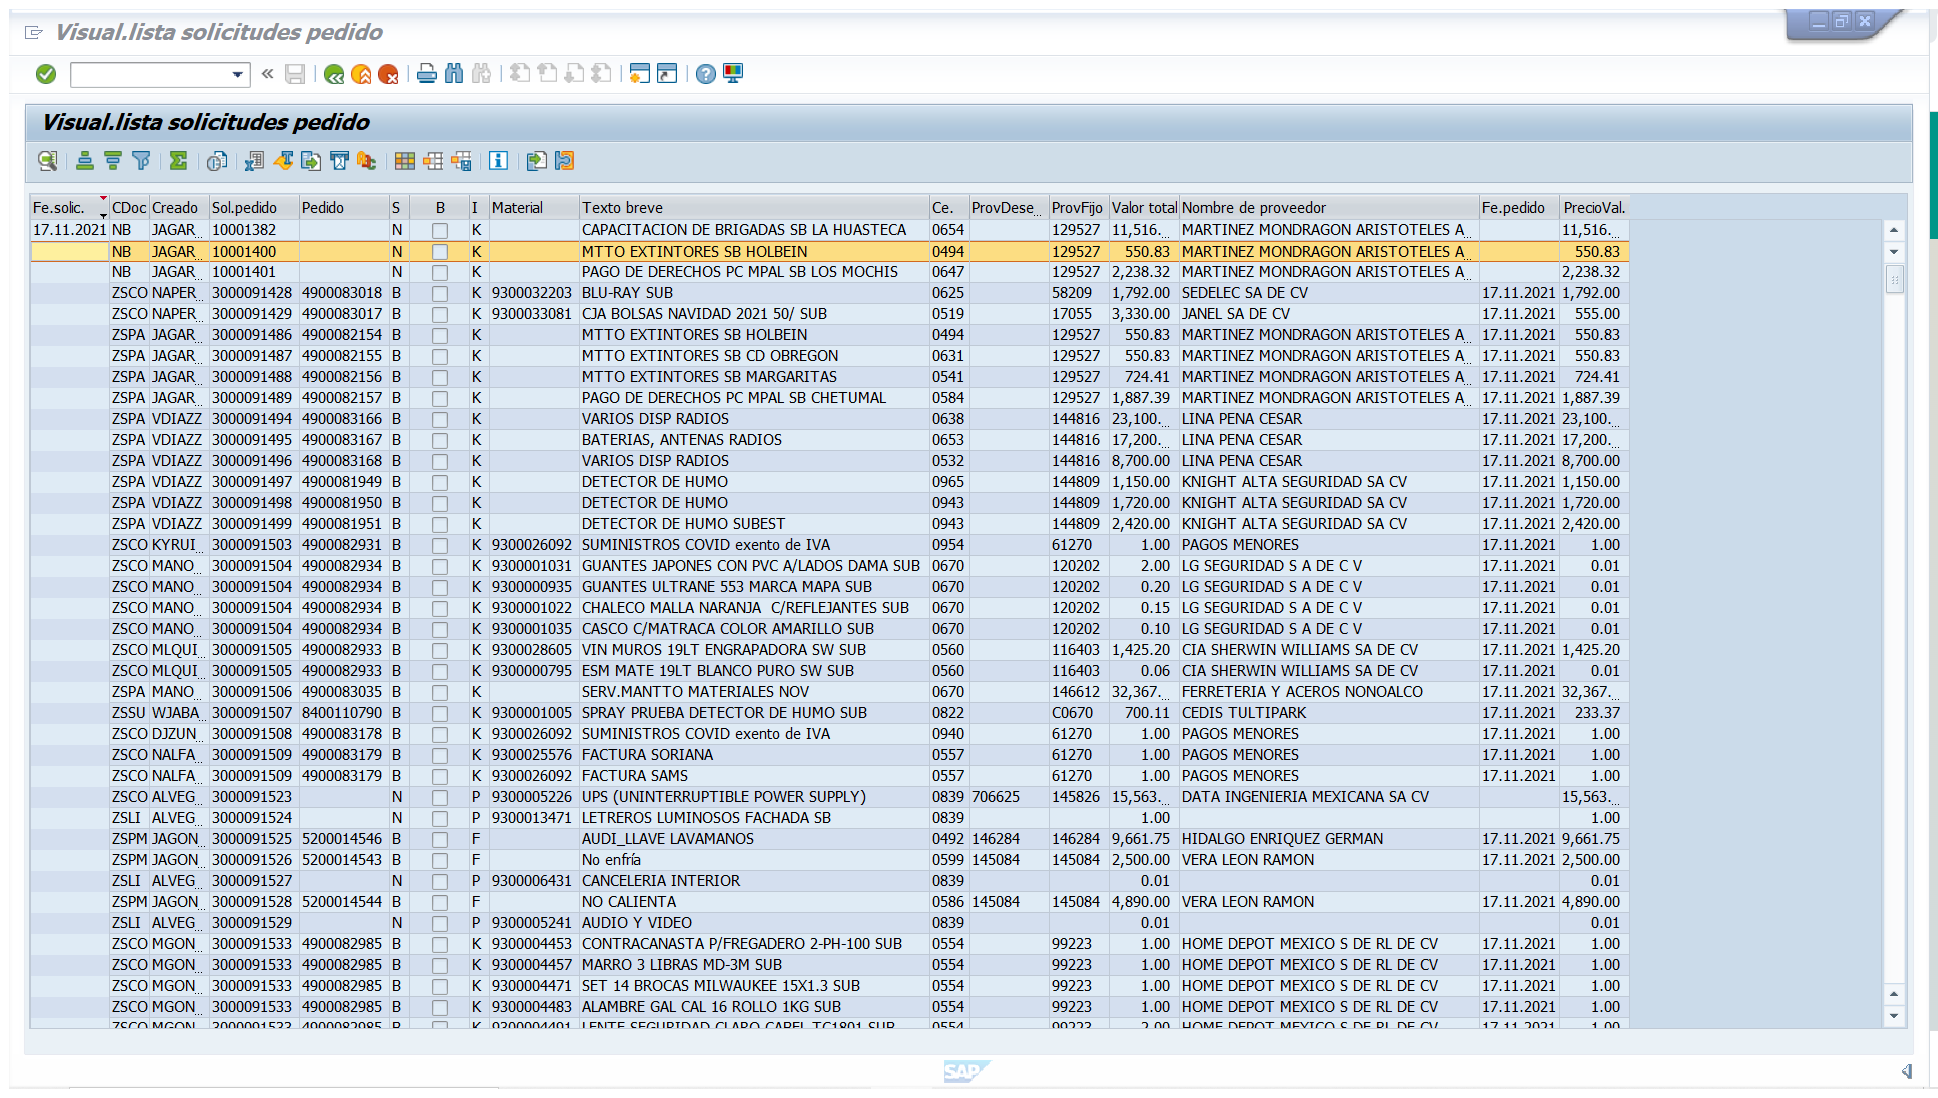 Visual.lista solicitudes pedido
Visual.lista solicitudes pedido
Fe.solic. CDoc Creado Sol.pedido Pedido S B I Material Texto breve Ce. ProvDese... ProvFijo Valor total Nombre de proveedor Fe.pedido PrecioVal.
17.11.2021 NB JAGAR... 10001382 N K CAPACITACION DE BRIGADAS SB LA HUASTECA 0654 129527 11,516.... MARTINEZ MONDRAGON ARISTOTELES A... 11,516....
NB JAGAR... 10001400 N K MTTO EXTINTORES SB HOLBEIN 0494 129527 550.83 MARTINEZ MONDRAGON ARISTOTELES A... 550.83
NB JAGAR... 10001401 N K PAGO DE DERECHOS PC MPAL SB LOS MOCHIS 0647 129527 2,238.32 MARTINEZ MONDRAGON ARISTOTELES A... 2,238.32
ZSCO NAPER... 3000091428 4900083018 B K 9300032203 BLU-RAY SUB 0625 58209 1,792.00 SEDELEC SA DE CV 17.11.2021 1,792.00
ZSCO NAPER... 3000091429 4900083017 B K 9300033081 CJA BOLSAS NAVIDAD 2021 50/ SUB 0519 17055 3,330.00 JANEL SA DE CV 17.11.2021 555.00
ZSPA JAGAR... 3000091486 4900082154 B K MTTO EXTINTORES SB HOLBEIN 0494 129527 550.83 MARTINEZ MONDRAGON ARISTOTELES A... 17.11.2021 550.83
ZSPA JAGAR... 3000091487 4900082155 B K MTTO EXTINTORES SB CD OBREGON 0631 129527 550.83 MARTINEZ MONDRAGON ARISTOTELES A... 17.11.2021 550.83
ZSPA JAGAR... 3000091488 4900082156 B K MTTO EXTINTORES SB MARGARITAS 0541 129527 724.41 MARTINEZ MONDRAGON ARISTOTELES A... 17.11.2021 724.41
ZSPA JAGAR... 3000091489 4900082157 B K PAGO DE DERECHOS PC MPAL SB CHETUMAL 0584 129527 1,887.39 MARTINEZ MONDRAGON ARISTOTELES A... 17.11.2021 1,887.39
ZSPA VDIAZZ 3000091494 4900083166 B K VARIOS DISP RADIOS 0638 144816 23,100.... LINA PENA CESAR 17.11.2021 23,100....
ZSPA VDIAZZ 3000091495 4900083167 B K BATERIAS, ANTENAS RADIOS 0653 144816 17,200.... LINA PENA CESAR 17.11.2021 17,200....
ZSPA VDIAZZ 3000091496 4900083168 B K VARIOS DISP RADIOS 0532 144816 8,700.00 LINA PENA CESAR 17.11.2021 8,700.00
ZSPA VDIAZZ 3000091497 4900081949 B K DETECTOR DE HUMO 0965 144809 1,150.00 KNIGHT ALTA SEGURIDAD SA CV 17.11.2021 1,150.00
ZSPA VDIAZZ 3000091498 4900081950 B K DETECTOR DE HUMO 0943 144809 1,720.00 KNIGHT ALTA SEGURIDAD SA CV 17.11.2021 1,720.00
ZSPA VDIAZZ 3000091499 4900081951 B K DETECTOR DE HUMO SUBEST 0943 144809 2,420.00 KNIGHT ALTA SEGURIDAD SA CV 17.11.2021 2,420.00
ZSCO KYRUI... 3000091503 4900082931 B K 9300026092 SUMINISTROS COVID exento de IVA 0954 61270 1.00 PAGOS MENORES 17.11.2021 1.00
ZSCO MANO... 3000091504 4900082934 B K 9300001031 GUANTES JAPONES CON PVC A/LADOS DAMA SUB 0670 120202 2.00 LG SEGURIDAD S A DE C V 17.11.2021 0.01
ZSCO MANO... 3000091504 4900082934 B K 9300000935 GUANTES ULTRANE 553 MARCA MAPA SUB 0670 120202 0.20 LG SEGURIDAD S A DE C V 17.11.2021 0.01
ZSCO MANO... 3000091504 4900082934 B K 9300001022 CHALECO MALLA NARANJA C/REFLEJANTES SUB 0670 120202 0.15 LG SEGURIDAD S A DE C V 17.11.2021 0.01
ZSCO MANO... 3000091504 4900082934 B K 9300001035 CASCO C/MATRACA COLOR AMARILLO SUB 0670 120202 0.10 LG SEGURIDAD S A DE C V 17.11.2021 0.01
ZSCO MLQUI... 3000091505 4900082933 B K 9300028605 VIN MUROS 19LT ENGRAPADORA SW SUB 0560 116403 1,425.20 CIA SHERWIN WILLIAMS SA DE CV 17.11.2021 1,425.20
ZSCO MLQUI... 3000091505 4900082933 B K 9300000795 ESM MATE 19LT BLANCO PURO SW SUB 0560 116403 0.06 CIA SHERWIN WILLIAMS SA DE CV 17.11.2021 0.01
ZSPA MANO... 3000091506 4900083035 B K SERV.MANTTO MATERIALES NOV 0670 146612 32,367.... FERRETERIA Y ACEROS NONOALCO 17.11.2021 32,367....
ZSSU WJABA... 3000091507 8400110790 B K 9300001005 SPRAY PRUEBA DETECTOR DE HUMO SUB 0822 C0670 700.11 CEDIS TULTIPARK 17.11.2021 233.37
ZSCO DJZUN... 3000091508 4900083178 B K 9300026092 SUMINISTROS COVID exento de IVA 0940 61270 1.00 PAGOS MENORES 17.11.2021 1.00
ZSCO NALFA... 3000091509 4900083179 B K 9300025576 FACTURA SORIANA 0557 61270 1.00 PAGOS MENORES 17.11.2021 1.00
ZSCO NALFA... 3000091509 4900083179 B K 9300026092 FACTURA SAMS 0557 61270 1.00 PAGOS MENORES 17.11.2021 1.00
ZSCO ALVEG... 3000091523 N P 9300005226 UPS (UNINTERRUPTIBLE POWER SUPPLY) 0839 706625 145826 15,563.... DATA INGENIERIA MEXICANA SA CV 15,563....
ZSLI ALVEG... 3000091524 N P 9300013471 LETREROS LUMINOSOS FACHADA SB 0839 1.00 1.00
ZSPM JAGON... 3000091525 5200014546 B F AUDI_LLAVE LAVAMANOS 0492 146284 146284 9,661.75 HIDALGO ENRIQUEZ GERMAN 17.11.2021 9,661.75
ZSPM JAGON... 3000091526 5200014543 B F No enfría 0599 145084 145084 2,500.00 VERA LEON RAMON 17.11.2021 2,500.00
ZSLI ALVEG... 3000091527 N P 9300006431 CANCELERIA INTERIOR 0839 0.01 0.01
ZSPM JAGON... 3000091528 5200014544 B F NO CALIENTA 0586 145084 145084 4,890.00 VERA LEON RAMON 17.11.2021 4,890.00
ZSLI ALVEG... 3000091529 N P 9300005241 AUDIO Y VIDEO 0839 0.01 0.01
ZSCO MGON... 3000091533 4900082985 B K 9300004453 CONTRACANASTA P/FREGADERO 2-PH-100 SUB 0554 99223 1.00 HOME DEPOT MEXICO S DE RL DE CV 17.11.2021 1.00
ZSCO MGON... 3000091533 4900082985 B K 9300004457 MARRO 3 LIBRAS MD-3M SUB 0554 99223 1.00 HOME DEPOT MEXICO S DE RL DE CV 17.11.2021 1.00
ZSCO MGON... 3000091533 4900082985 B K 9300004471 SET 14 BROCAS MILWAUKEE 15X1.3 SUB 0554 99223 1.00 HOME DEPOT MEXICO S DE RL DE CV 17.11.2021 1.00
ZSCO MGON... 3000091533 4900082985 B K 9300004483 ALAMBRE GAL CAL 16 ROLLO 1KG SUB 0554 99223 1.00 HOME DEPOT MEXICO S DE RL DE CV 17.11.2021 1.00
ZSCO MGON... 3000091533 4900082985 B K 9300004491 LENTE SEGURIDAD CLARO CABEL TC1801 SUB 0554 99223 2.00 HOME DEPOT MEXICO S DE RL DE CV 17.11.2021 1.00
SAP